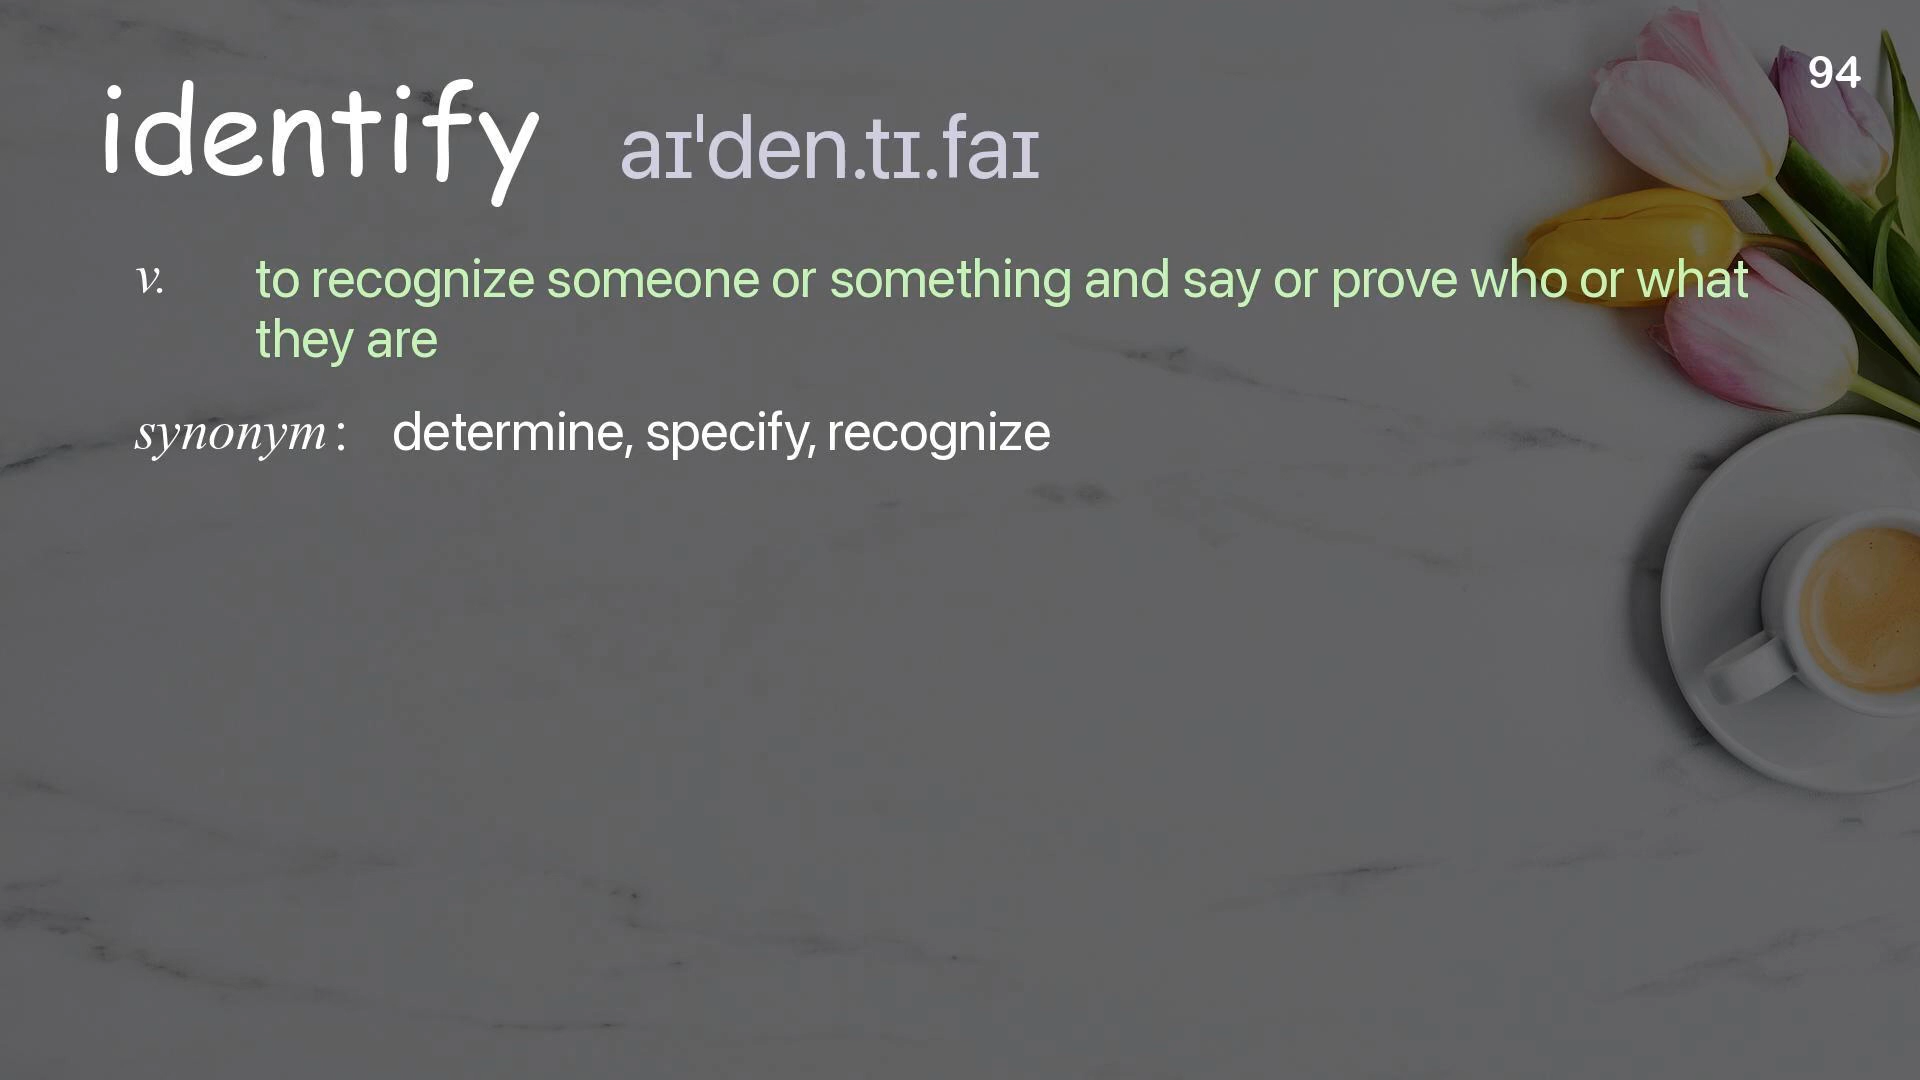 94
identify aɪˈden.tɪ.faɪ
v. to recognize someone or something and say or prove who or what
they are
synonym : determine, specify, recognize